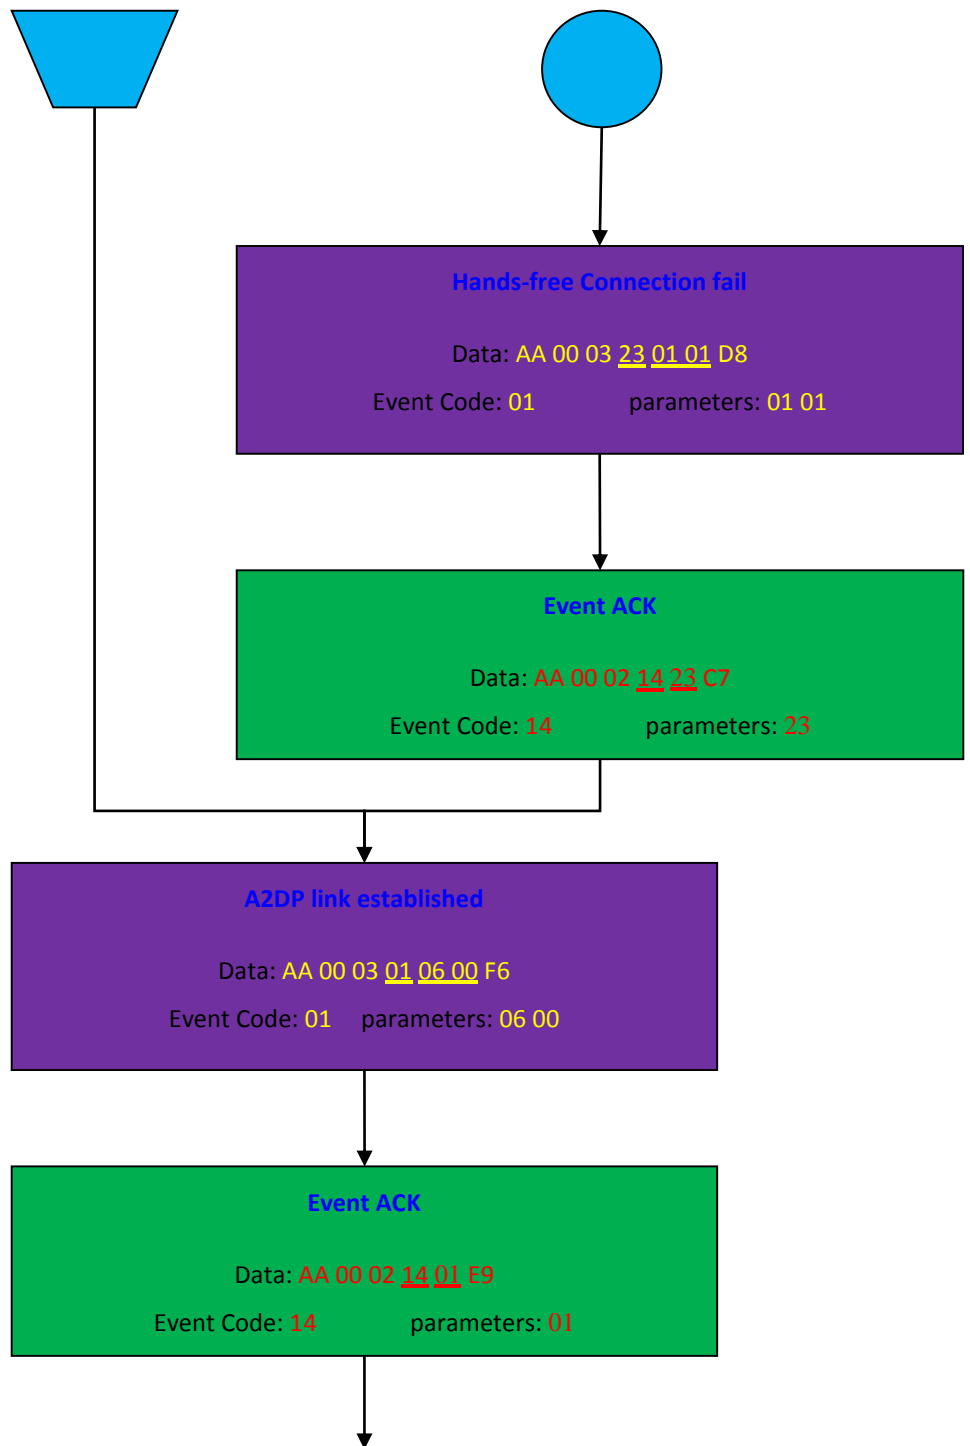 Hands-free Connection fail
Data: AA 00 03 23 01 01 D8
Event Code: 01 parameters: 01 01
Event ACK
Data: AA 00 02 14 23 C7
Event Code: 14 parameters: 23
A2DP link established
Data: AA 00 03 01 06 00 F6
Event Code: 01 parameters: 06 00
Event ACK
Data: AA 00 02 14 01 E9
Event Code: 14 parameters: 01